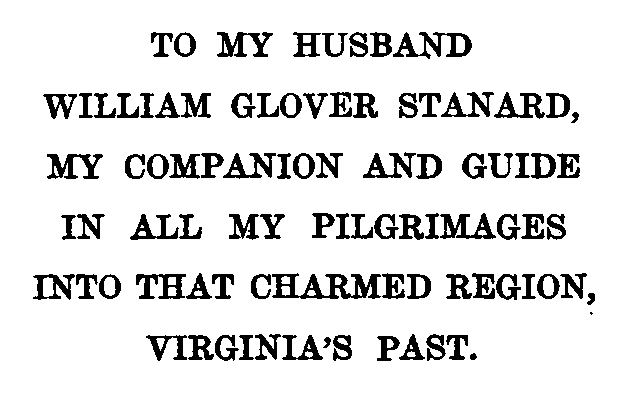 TO MY HUSBAND
WILLIAM GLOVER STANARD,
MY COMPANION AND GUIDE
IN ALL MY PILGRIMAGES
INTO THAT CHARMED REGION,
VIRGINIA'S PAST.